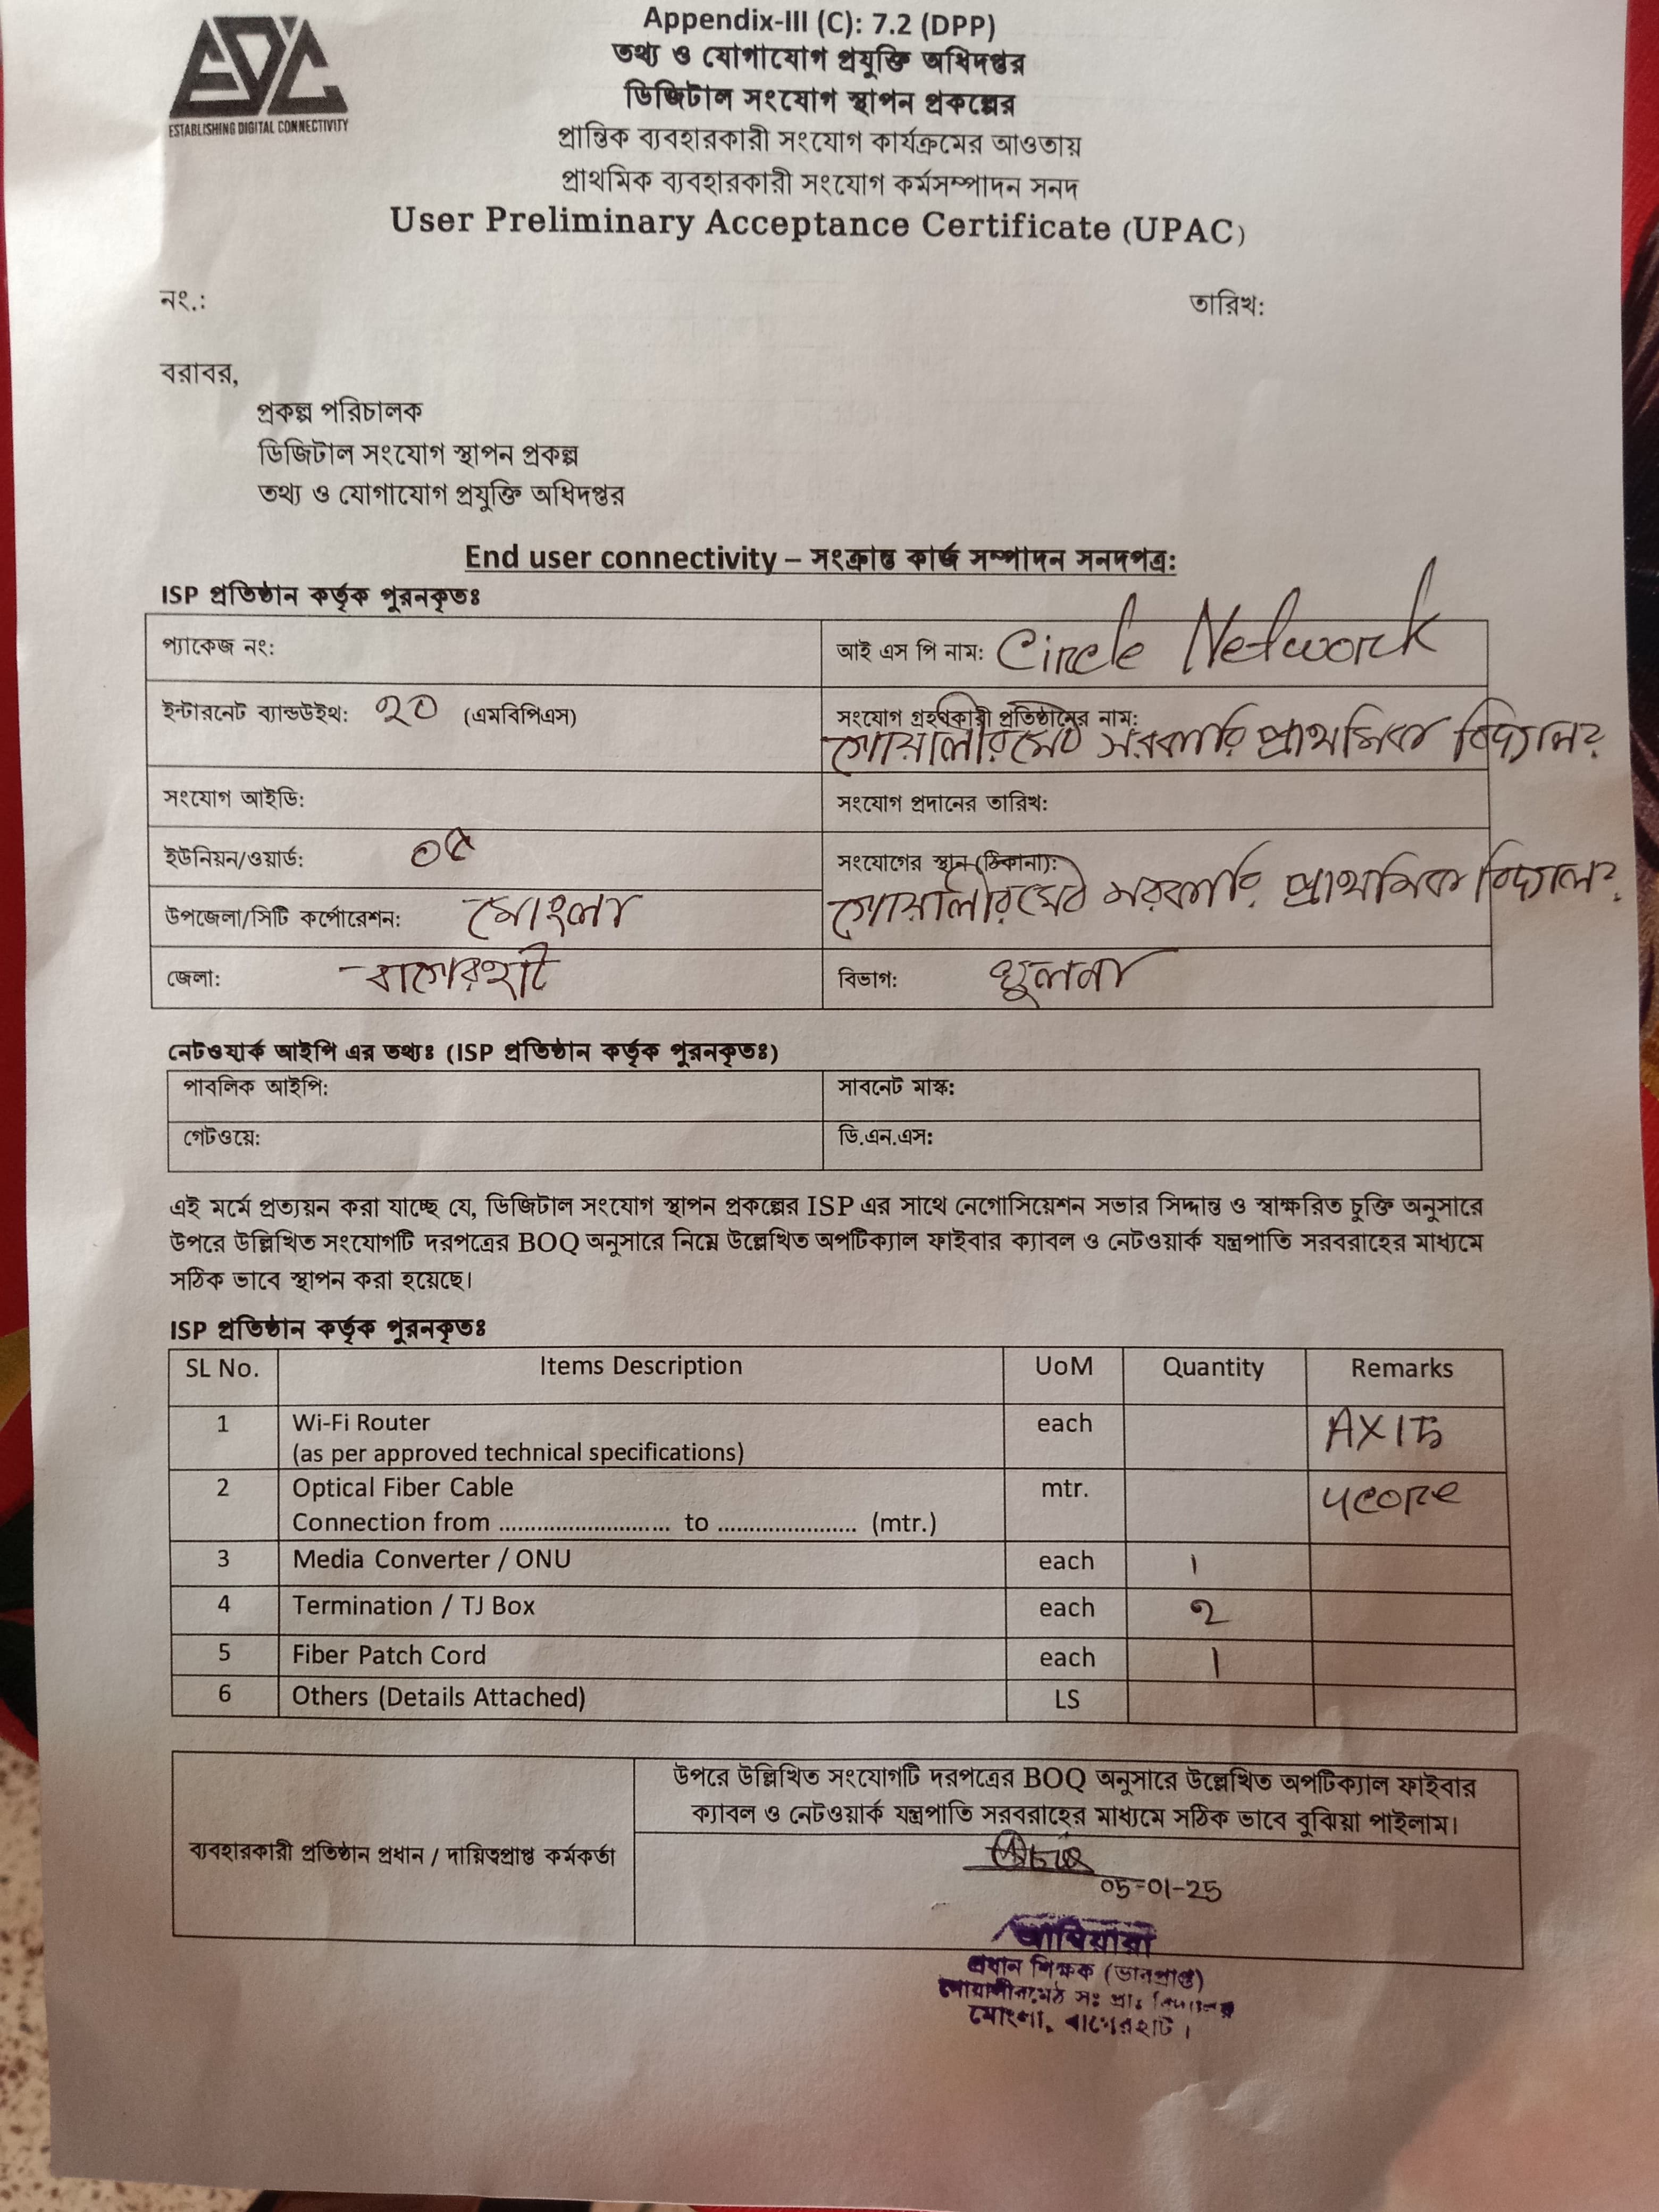 EDC
ESTABLISHING DIGITAL CONNECTIVITY
Appendix-III (C): 7.2 (DPP)
তথ্য ও যোগাযোগ প্রযুক্তি অধিদপ্তর
ডিজিটাল সংযোগ স্থাপন প্রকল্পের
প্রান্তিক ব্যবহারকারী সংযোগ কার্যক্রমের আওতায়
প্রাথমিক ব্যবহারকারী সংযোগ কর্মসম্পাদন সনদ
User Preliminary Acceptance Certificate (UPAC)
নং.: তারিখ:
বরাবর,
প্রকল্প পরিচালক
ডিজিটাল সংযোগ স্থাপন প্রকল্প
তথ্য ও যোগাযোগ প্রযুক্তি অধিদপ্তর
End user connectivity – সংক্রান্ত কার্জ সম্পাদন সনদপত্র:
ISP প্রতিষ্ঠান কর্তৃক পুরনকৃতঃ
প্যাকেজ নং: আই এস পি নাম: Circle Network
ইন্টারনেট ব্যান্ডউইথ: ২০ (এমবিপিএস) সংযোগ গ্রহণকারী প্রতিষ্ঠানের নাম:
গোয়ালীরমেঠ সরকারি প্রাথমিক বিদ্যালয়
সংযোগ আইডি: সংযোগ প্রদানের তারিখ:
ইউনিয়ন/ওয়ার্ড: ০৫ সংযোগের স্থান (ঠিকানা):
গোয়ালীরমেঠ সরকারি প্রাথমিক বিদ্যালয়
উপজেলা/সিটি কর্পোরেশন: মোংলা
জেলা: বাগেরহাট বিভাগ: খুলনা
নেটওয়ার্ক আইপি এর তথ্যঃ (ISP প্রতিষ্ঠান কর্তৃক পুরনকৃতঃ)
পাবলিক আইপি: সাবনেট মাস্ক:
গেটওয়ে: ডি.এন.এস:
এই মর্মে প্রত্যয়ন করা যাচ্ছে যে, ডিজিটাল সংযোগ স্থাপন প্রকল্পের ISP এর সাথে নেগোসিয়েশন সভার সিদ্দান্ত ও স্বাক্ষরিত চুক্তি অনুসারে
উপরে উল্লিখিত সংযোগটি দরপত্রের BOQ অনুসারে নিম্নে উল্লেখিত অপটিক্যাল ফাইবার ক্যাবল ও নেটওয়ার্ক যন্ত্রপাতি সরবরাহের মাধ্যমে
সঠিক ভাবে স্থাপন করা হয়েছে।
ISP প্রতিষ্ঠান কর্তৃক পুরনকৃতঃ
SL No. Items Description UoM Quantity Remarks
1 Wi-Fi Router each AX15
(as per approved technical specifications)
2 Optical Fiber Cable mtr. 4core
Connection from ........................... to ...................... (mtr.)
3 Media Converter / ONU each 1
4 Termination / TJ Box each 2
5 Fiber Patch Cord each 1
6 Others (Details Attached) LS
উপরে উল্লিখিত সংযোগটি দরপত্রের BOQ অনুসারে উল্লেখিত অপটিক্যাল ফাইবার
ক্যাবল ও নেটওয়ার্ক যন্ত্রপাতি সরবরাহের মাধ্যমে সঠিক ভাবে বুঝিয়া পাইলাম।
ব্যবহারকারী প্রতিষ্ঠান প্রধান / দায়িত্বপ্রাপ্ত কর্মকর্তা
05-01-25
প্রধান শিক্ষক (ভারপ্রাপ্ত)
গোয়ালীরমেঠ সঃ প্রাঃ বিদ্যালয়
মোংলা, বাগেরহাট।